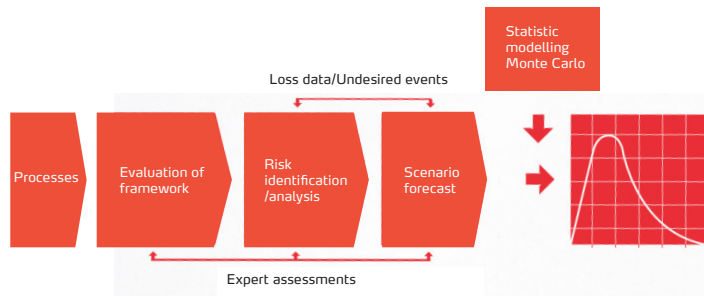 Statistic
modelling
Monte Carlo
Loss data/Undesired events
Processes
Evaluation of
framework
Risk
identification
/analysis
Scenario
forecast
Expert assessments